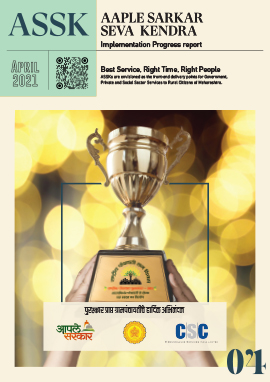 ASSK
AAPLE SARKAR
SEVA KENDRA
Implementation Progress report
APRIL
2021
Best Service, Right Time, Right People
ASSKs are envisioned as the front-end delivery points for Government,
Private and Social Sector Services to Rural Citizens of Maharashtra.
पुरस्कार प्राप्त ग्रामपंचायतींचे हार्दिक अभिनंदन
आपले
सरकार
CSC
04